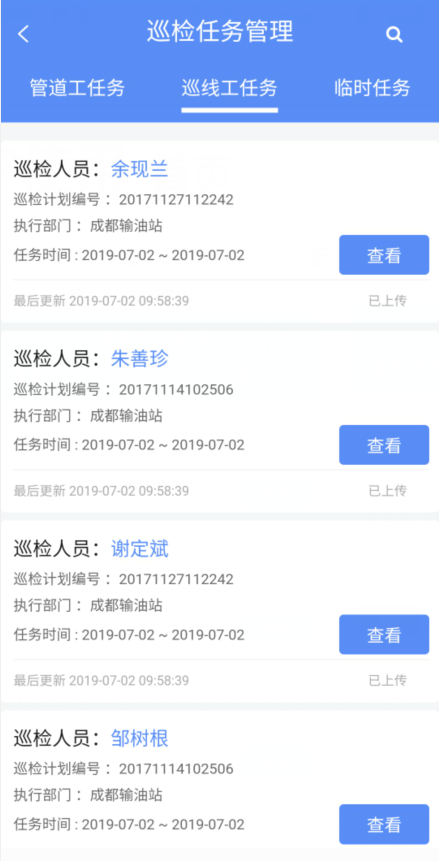 巡检任务管理
管道工任务 巡线工任务 临时任务
巡检人员：余现兰
巡检计划编号：20171127112242
执行部门：成都输油站
任务时间 : 2019-07-02 ~ 2019-07-02
查看
最后更新 2019-07-02 09:58:39 已上传
巡检人员：朱善珍
巡检计划编号：20171114102506
执行部门：成都输油站
任务时间 : 2019-07-02 ~ 2019-07-02
查看
最后更新 2019-07-02 09:58:39 已上传
巡检人员：谢定斌
巡检计划编号：20171127112242
执行部门：成都输油站
任务时间 : 2019-07-02 ~ 2019-07-02
查看
最后更新 2019-07-02 09:58:39 已上传
巡检人员：邹树根
巡检计划编号：20171114102506
执行部门：成都输油站
任务时间 : 2019-07-02 ~ 2019-07-02
查看